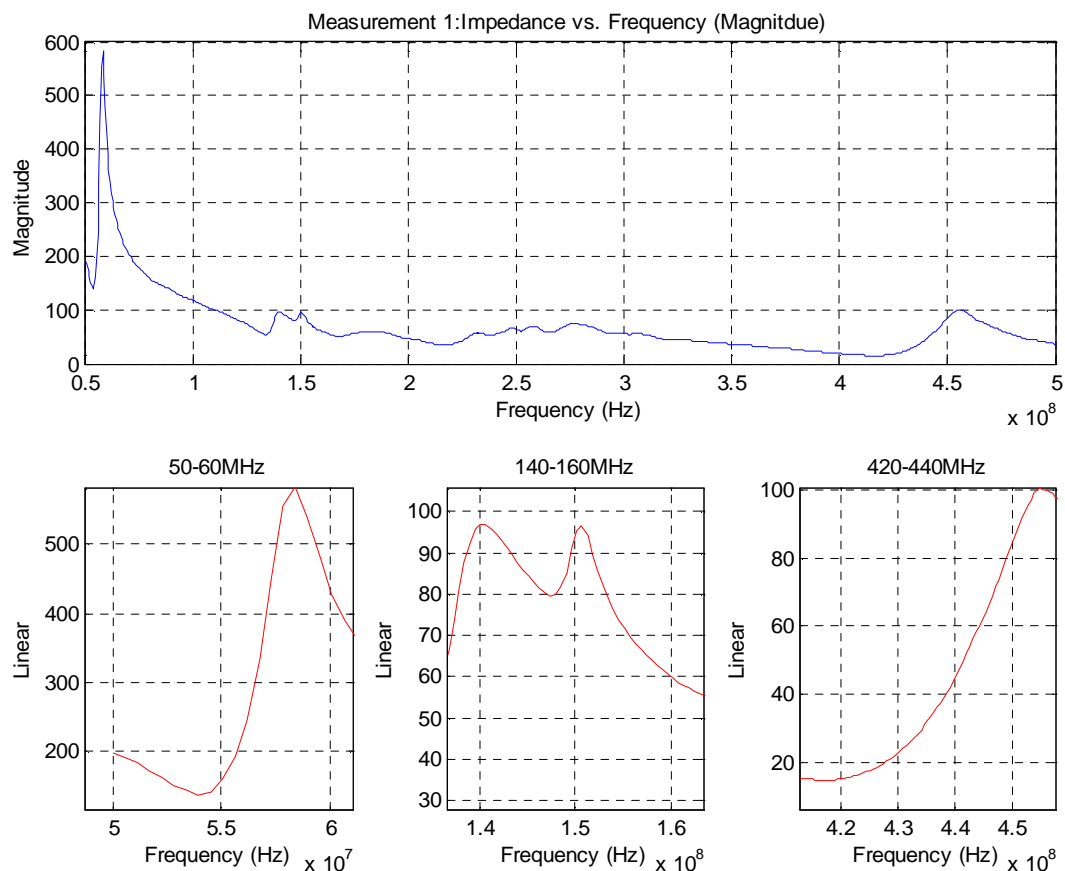 Measurement 1:Impedance vs. Frequency (Magnitdue)
600
500
400
300
200
100
0
Magnitude
0.5 1 1.5 2 2.5 3 3.5 4 4.5 5
Frequency (Hz)
x 10^8
50-60MHz
500
400
300
200
Linear
5 5.5 6
Frequency (Hz)
x 10^7
140-160MHz
100
90
80
70
60
50
40
30
Linear
1.4 1.5 1.6
Frequency (Hz)
x 10^8
420-440MHz
100
80
60
40
20
Linear
4.2 4.3 4.4 4.5
Frequency (Hz)
x 10^8